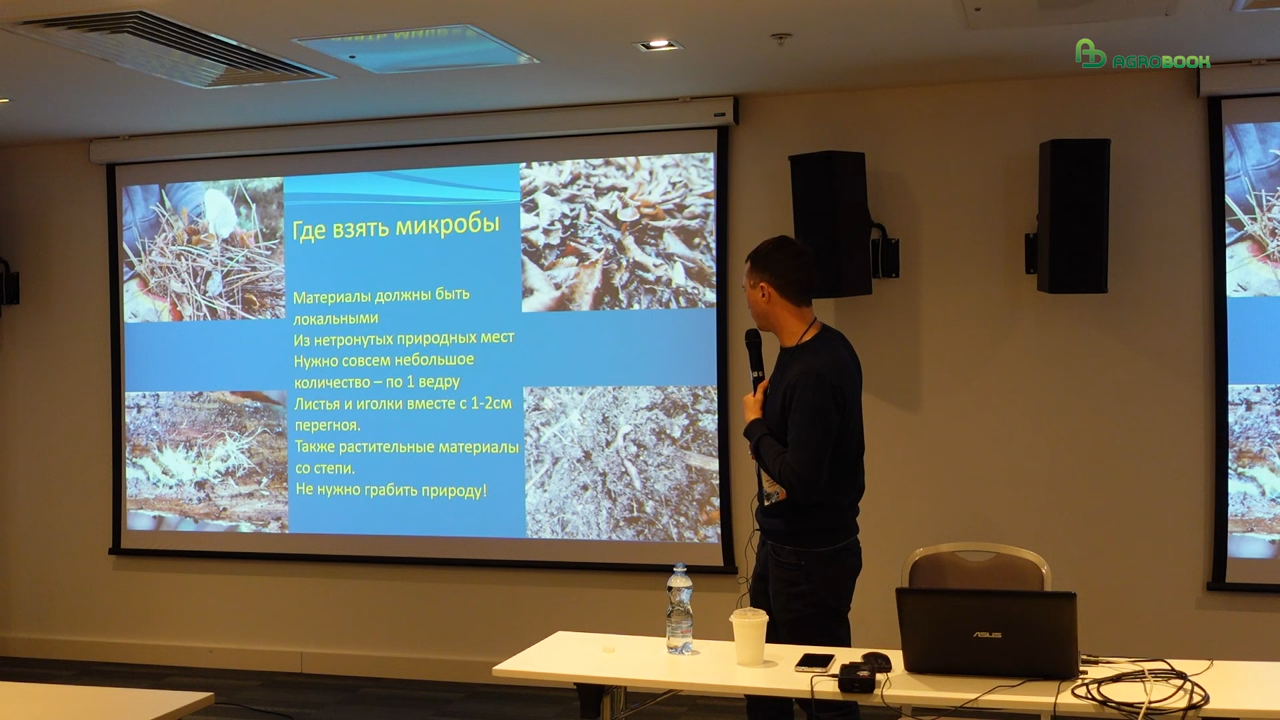 AGROBOOK
Где взять микробы
Материалы должны быть
локальными
Из нетронутых природных мест
Нужно совсем небольшое
количество – по 1 ведру
Листья и иголки вместе с 1-2см
перегноя.
Также растительные материалы
со степи.
Не нужно грабить природу!
ASUS